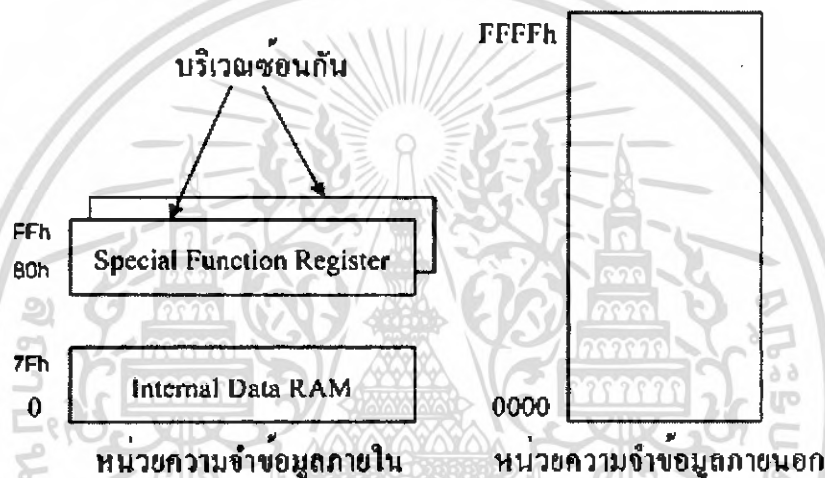 บริเวณซ้อนกัน
FFh
80h
Special Function Register
7Fh
0
Internal Data RAM
หน่วยความจำข้อมูลภายใน
FFFFh
0000
หน่วยความจำข้อมูลภายนอก